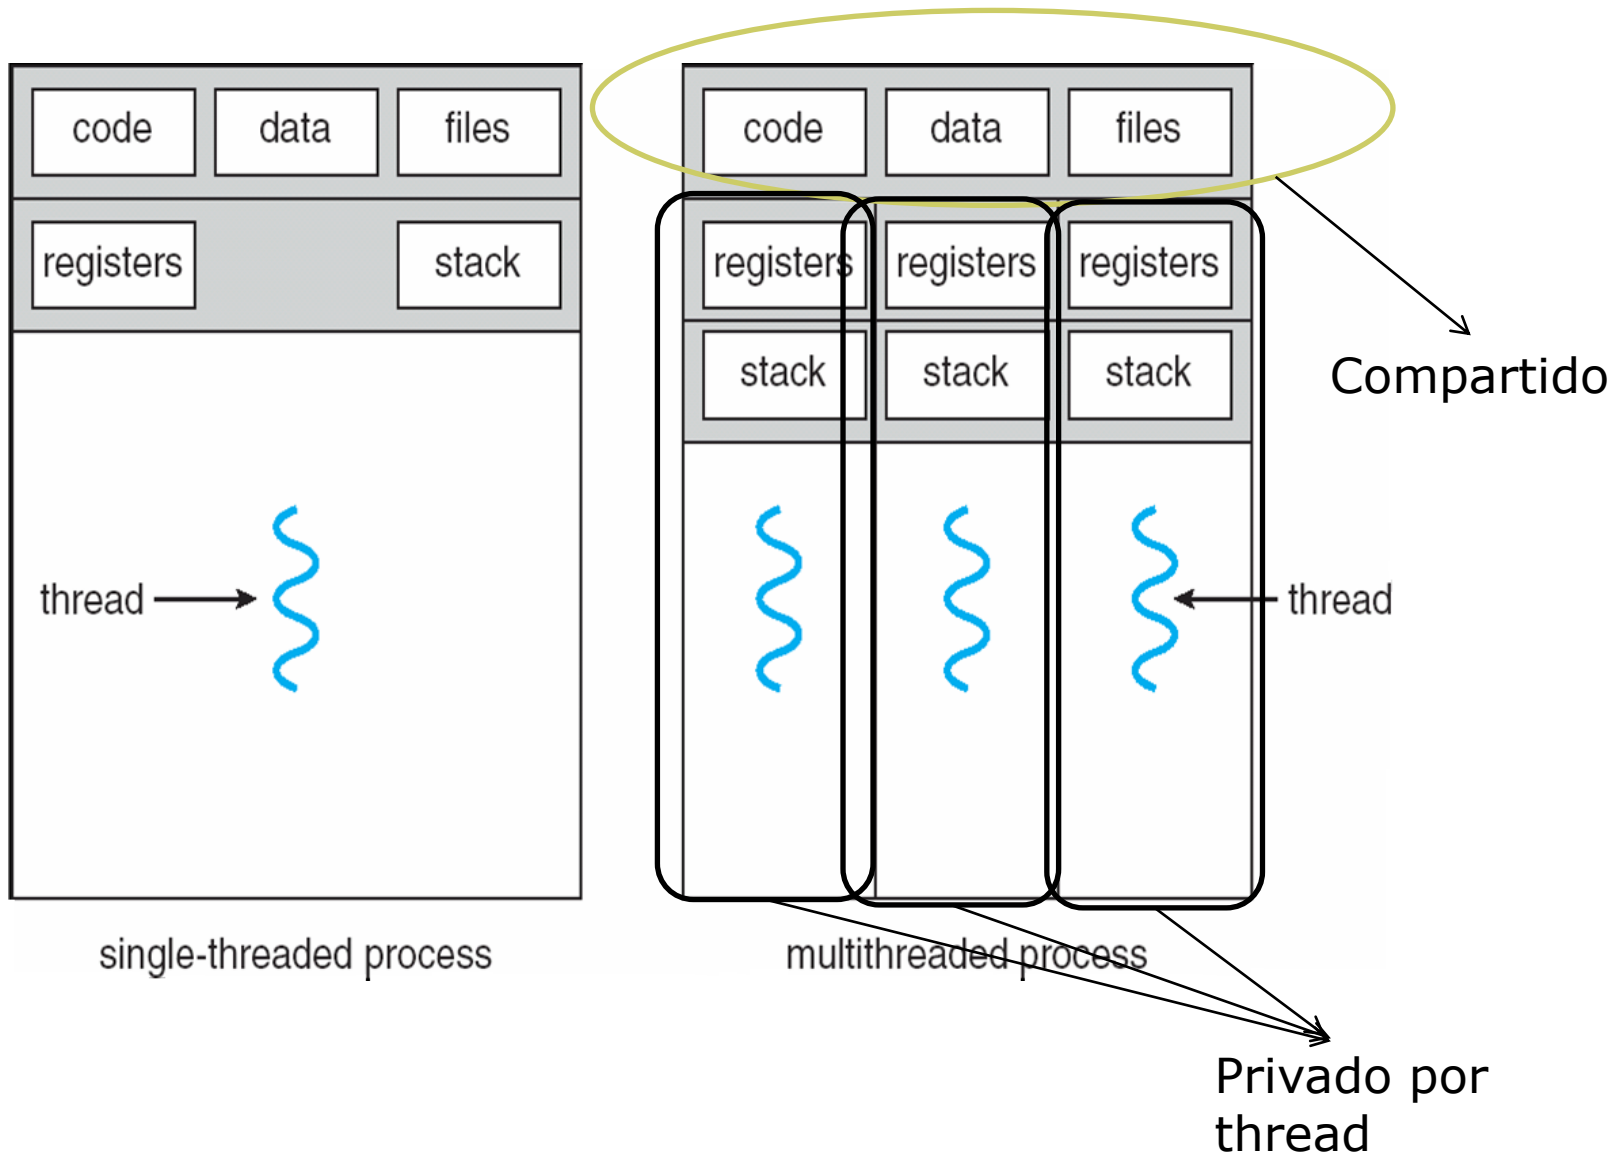 code data files
registers stack
thread
single-threaded process
code data files
registers registers registers
stack stack stack
thread
multithreaded process
Compartido
Privado por
thread